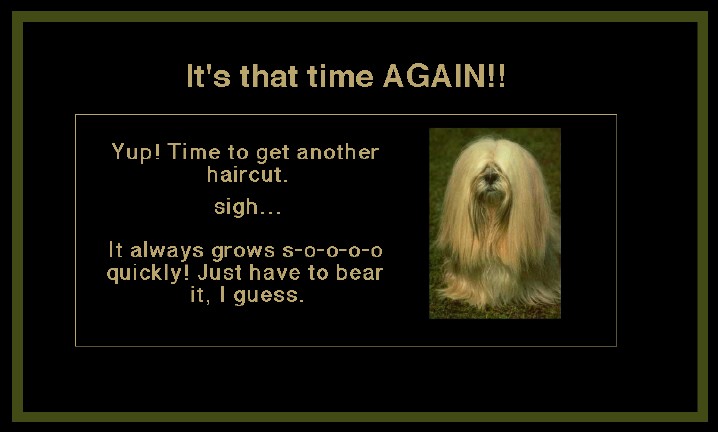 It's that time AGAIN!!
Yup! Time to get another
haircut.
sigh...
It always grows s-o-o-o-o
quickly! Just have to bear
it, I guess.